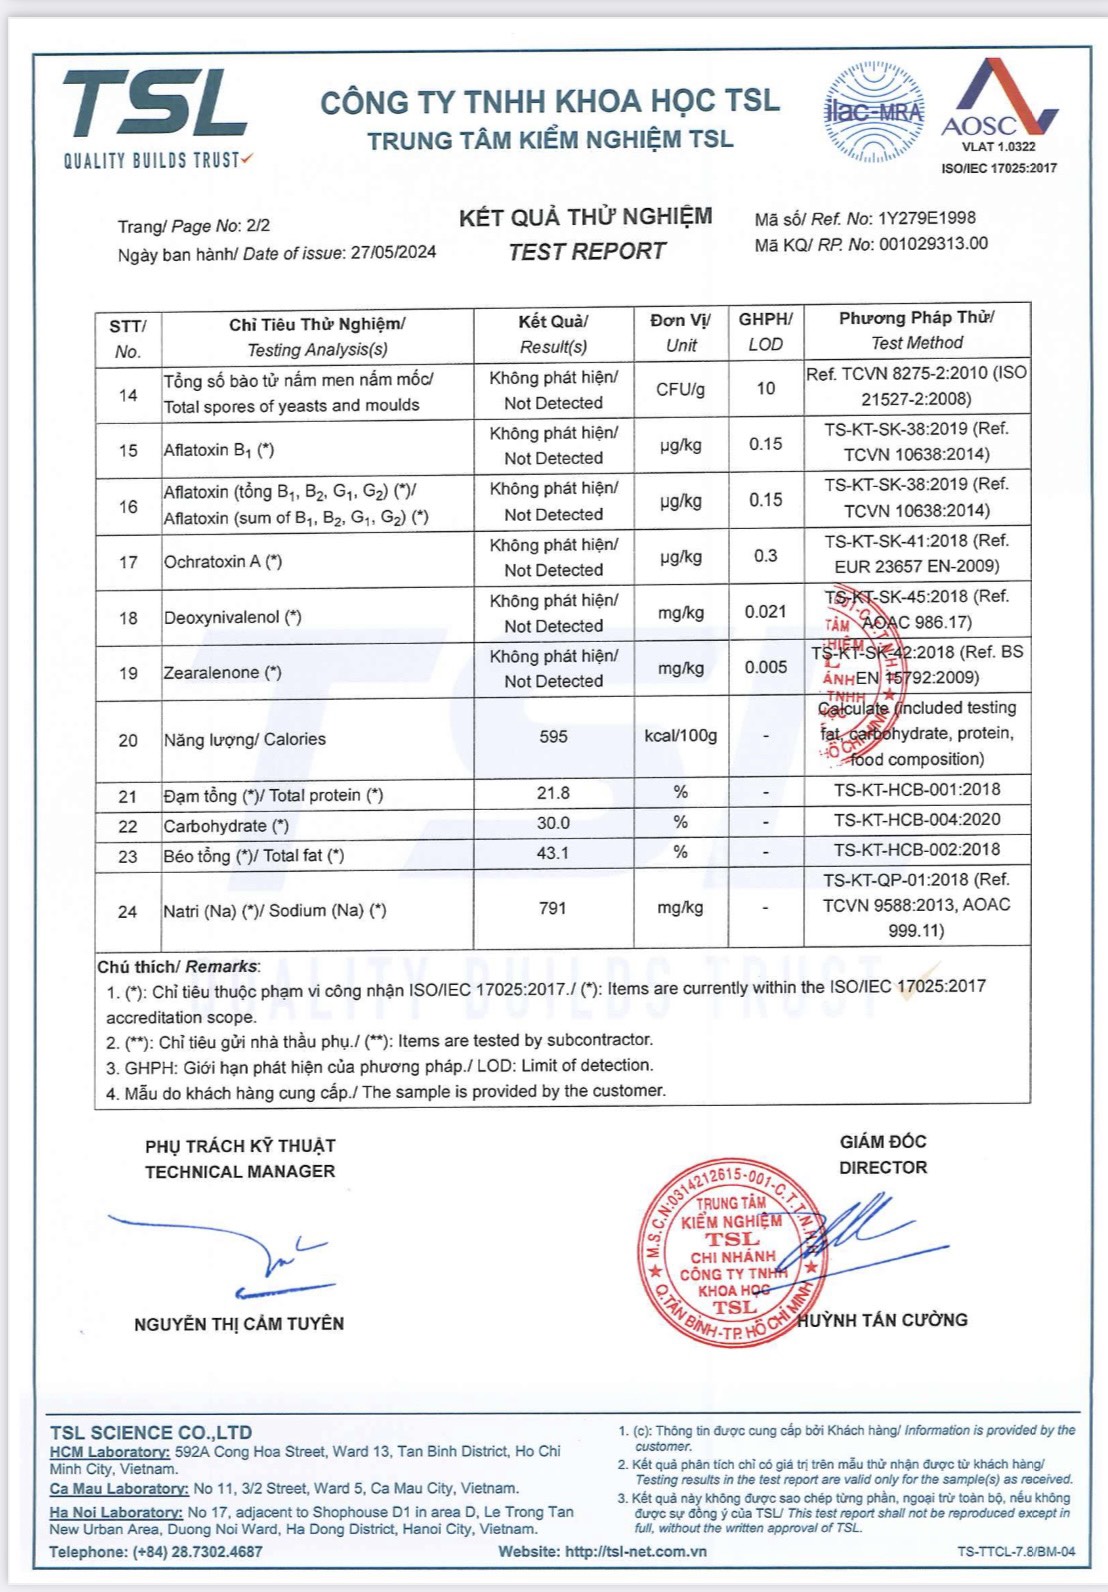 TSL
QUALITY BUILDS TRUST
CÔNG TY TNHH KHOA HỌC TSL
TRUNG TÂM KIỂM NGHIỆM TSL
ilac-MRA
AOSC
VLAT 1.0322
ISO/IEC 17025:2017
Trang/ Page No: 2/2
Ngày ban hành/ Date of issue: 27/05/2024
KẾT QUẢ THỬ NGHIỆM
TEST REPORT
Mã số/ Ref. No: 1Y279E1998
Mã KQ/ RP. No: 001029313.00
STT/ No. Chỉ Tiêu Thử Nghiệm/ Testing Analysis(s) Kết Quả/ Result(s) Đơn Vị/ Unit GHPH/ LOD Phương Pháp Thử/ Test Method
14 Tổng số bào tử nấm men nấm mốc/ Total spores of yeasts and moulds Không phát hiện/ Not Detected CFU/g 10 Ref. TCVN 8275-2:2010 (ISO 21527-2:2008)
15 Aflatoxin B1 (*) Không phát hiện/ Not Detected µg/kg 0.15 TS-KT-SK-38:2019 (Ref. TCVN 10638:2014)
16 Aflatoxin (tổng B1, B2, G1, G2) (*)/ Aflatoxin (sum of B1, B2, G1, G2) (*) Không phát hiện/ Not Detected µg/kg 0.15 TS-KT-SK-38:2019 (Ref. TCVN 10638:2014)
17 Ochratoxin A (*) Không phát hiện/ Not Detected µg/kg 0.3 TS-KT-SK-41:2018 (Ref. EUR 23657 EN-2009)
18 Deoxynivalenol (*) Không phát hiện/ Not Detected mg/kg 0.021 TS-KT-SK-45:2018 (Ref. AOAC 986.17)
19 Zearalenone (*) Không phát hiện/ Not Detected mg/kg 0.005 TS-KT-SK-42:2018 (Ref. BS EN 15792:2009)
20 Năng lượng/ Calories 595 kcal/100g - Calculate (included testing fat, carbohydrate, protein, food composition)
21 Đạm tổng (*)/ Total protein (*) 21.8 % - TS-KT-HCB-001:2018
22 Carbohydrate (*) 30.0 % - TS-KT-HCB-004:2020
23 Béo tổng (*)/ Total fat (*) 43.1 % - TS-KT-HCB-002:2018
24 Natri (Na) (*)/ Sodium (Na) (*) 791 mg/kg - TS-KT-QP-01:2018 (Ref. TCVN 9588:2013, AOAC 999.11)
Chú thích/ Remarks:
1. (*): Chỉ tiêu thuộc phạm vi công nhận ISO/IEC 17025:2017./ (*): Items are currently within the ISO/IEC 17025:2017
accreditation scope.
2. (**): Chỉ tiêu gửi nhà thầu phụ./ (**): Items are tested by subcontractor.
3. GHPH: Giới hạn phát hiện của phương pháp./ LOD: Limit of detection.
4. Mẫu do khách hàng cung cấp./ The sample is provided by the customer.
PHỤ TRÁCH KỸ THUẬT
TECHNICAL MANAGER
GIÁM ĐỐC
DIRECTOR
M.S.C.N:0314212615-001-C.T.T.N.H.H
TRUNG TÂM
KIỂM NGHIỆM
TSL
CHI NHÁNH
CÔNG TY TNHH
KHOA HỌC
TSL
Q.TÂN BÌNH-TP.HỒ CHÍ MINH
NGUYỄN THỊ CẨM TUYÊN
HUỲNH TẤN CƯỜNG
TSL SCIENCE CO.,LTD
HCM Laboratory: 592A Cong Hoa Street, Ward 13, Tan Binh District, Ho Chi
Minh City, Vietnam.
Ca Mau Laboratory: No 11, 3/2 Street, Ward 5, Ca Mau City, Vietnam.
Ha Noi Laboratory: No 17, adjacent to Shophouse D1 in area D, Le Trong Tan
New Urban Area, Duong Noi Ward, Ha Dong District, Hanoi City, Vietnam.
Telephone: (+84) 28.7302.4687
Website: http://tsl-net.com.vn
1. (c): Thông tin được cung cấp bởi Khách hàng/ Information is provided by the
customer.
2. Kết quả phân tích chỉ có giá trị trên mẫu thử nhận được từ khách hàng/
Testing results in the test report are valid only for the sample(s) as received.
3. Kết quả này không được sao chép từng phần, ngoại trừ toàn bộ, nếu không
được sự đồng ý của TSL/ This test report shall not be reproduced except in
full, without the written approval of TSL.
TS-TTCL-7.8/BM-04